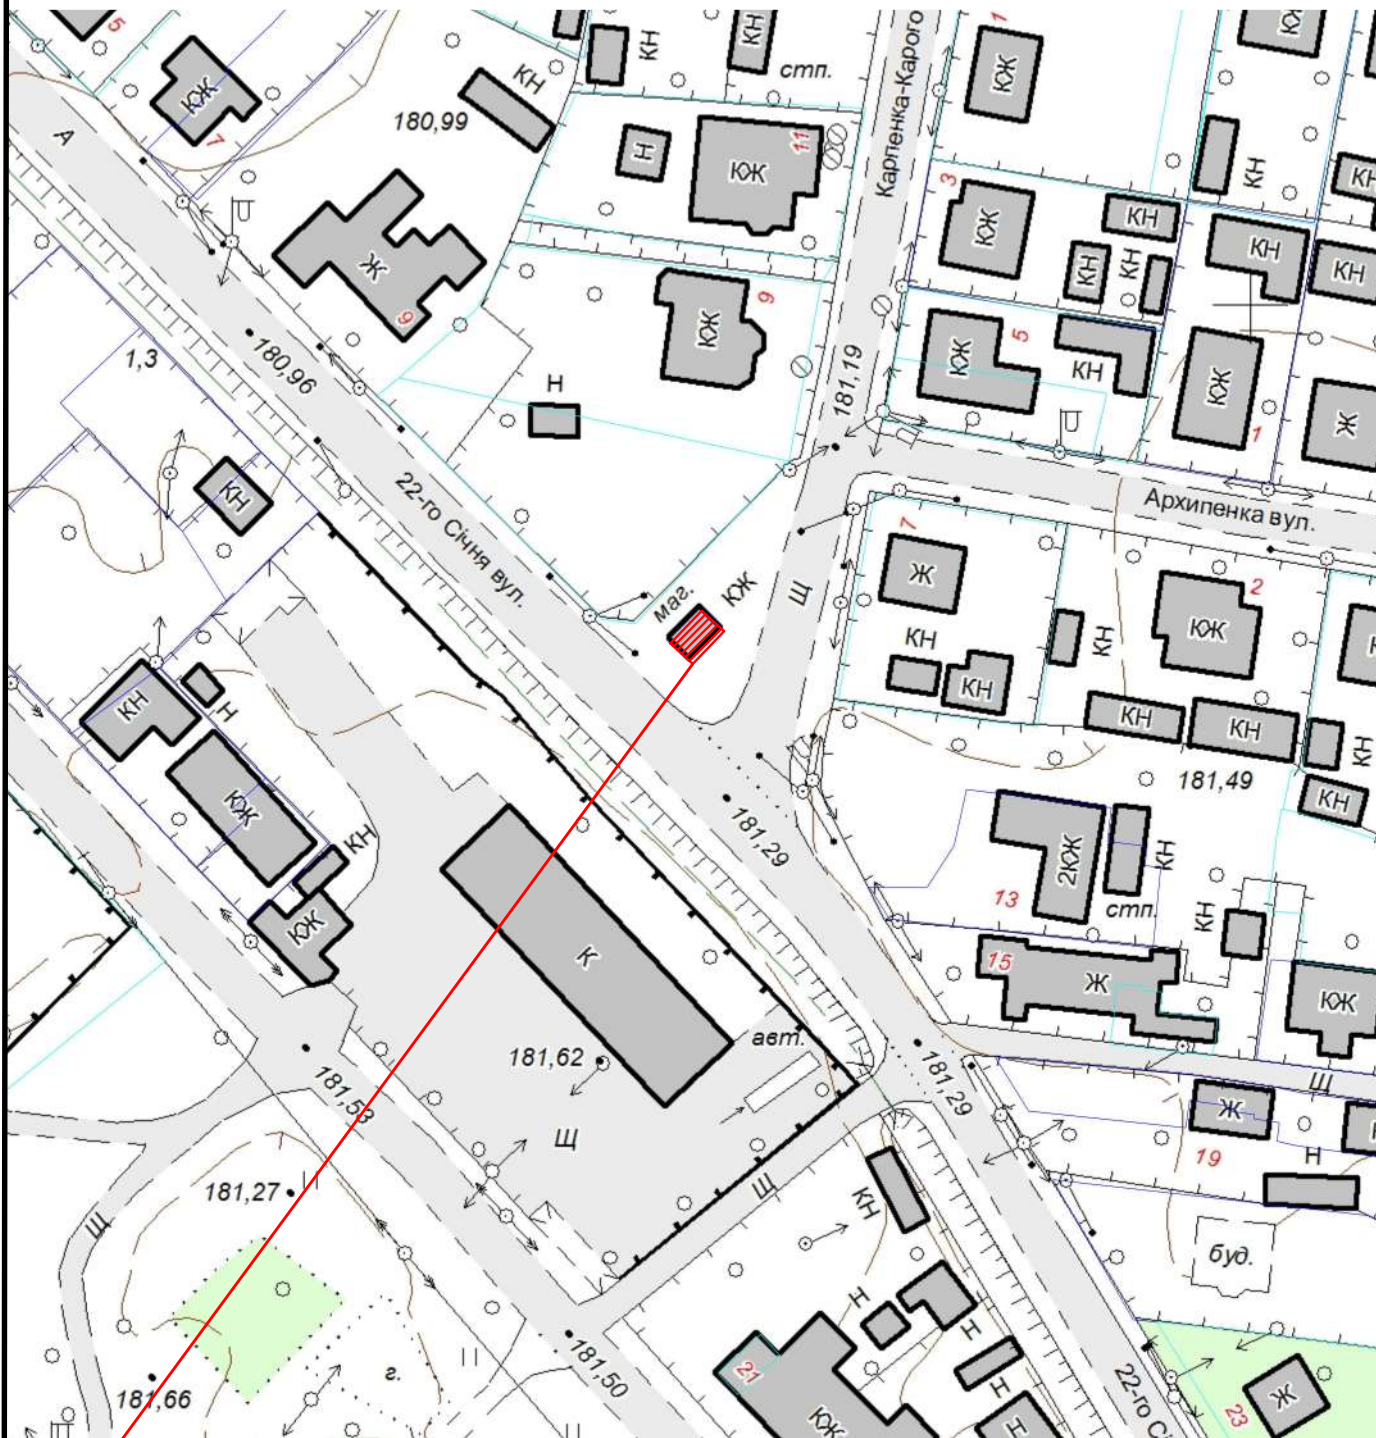 5
КН
КН
стп.
Карпенка-Карого
1
КЖ
КЖ
КЖ
7
КН
180,99
А
Н
КЖ
11
3
КЖ
КН
КН
КН
КН
КН
КН
КН
Ж
9
КЖ
9
1,3
180,96
Н
181,19
КЖ
5
КН
КЖ
1
Ж
КН
22-го Січня вул.
Архипенка вул.
7
Ж
маг.
КЖ
Щ
2
КЖ
КН
КН
КН
КН
КН
КН
КН
КН
Н
181,49
КЖ
КН
181,29
2КЖ
КН
13
стп.
КН
КЖ
К
15
Ж
КЖ
181,62
авт.
181,29
181,53
Щ
Щ
Ж
19
Н
181,27
Щ
Щ
КН
буд.
Н
Н
181,66
г.
181,50
21
КЖ
Н
Н
22-го Сі
23
Ж